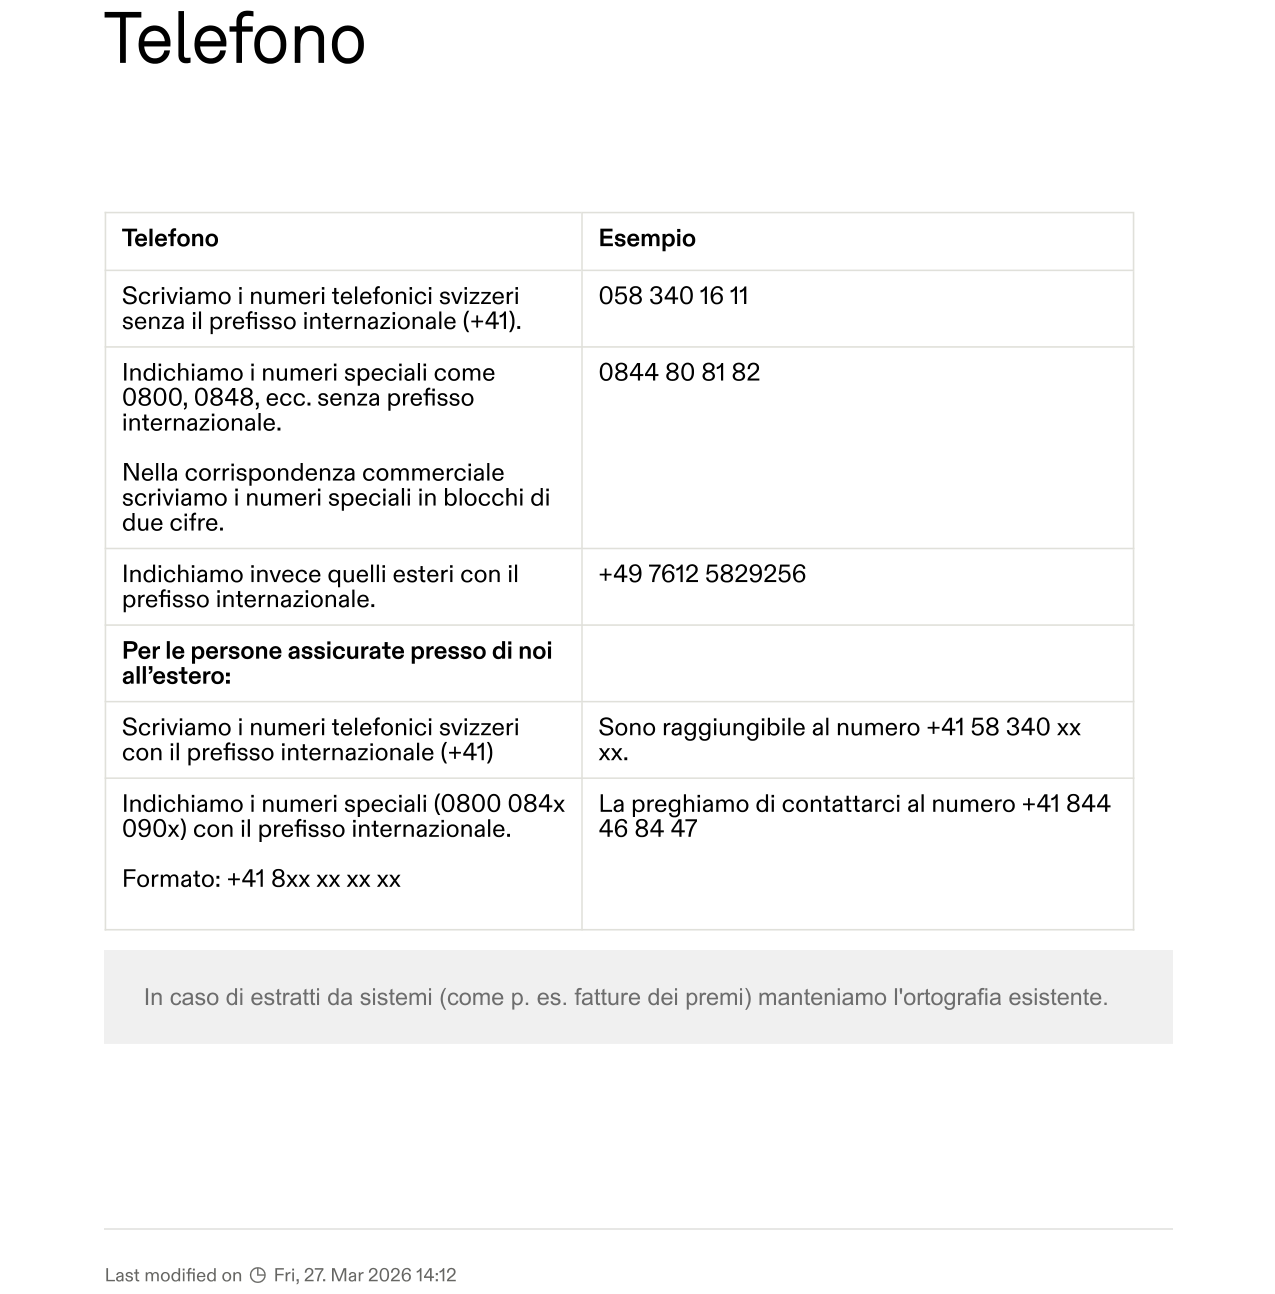 Telefono
Telefono
Esempio
Scriviamo i numeri telefonici svizzeri
senza il prefisso internazionale (+41).
058 340 16 11
Indichiamo i numeri speciali come
0800, 0848, ecc. senza prefisso
internazionale.
Nella corrispondenza commerciale
scriviamo i numeri speciali in blocchi di
due cifre.
0844 80 81 82
Indichiamo invece quelli esteri con il
prefisso internazionale.
+49 7612 5829256
Per le persone assicurate presso di noi
all’estero:
Scriviamo i numeri telefonici svizzeri
con il prefisso internazionale (+41)
Sono raggiungibile al numero +41 58 340 xx
xx.
Indichiamo i numeri speciali (0800 084x
090x) con il prefisso internazionale.
Formato: +41 8xx xx xx xx
La preghiamo di contattarci al numero +41 844
46 84 47
In caso di estratti da sistemi (come p. es. fatture dei premi) manteniamo l'ortografia esistente.
Last modified on Fri, 27. Mar 2026 14:12